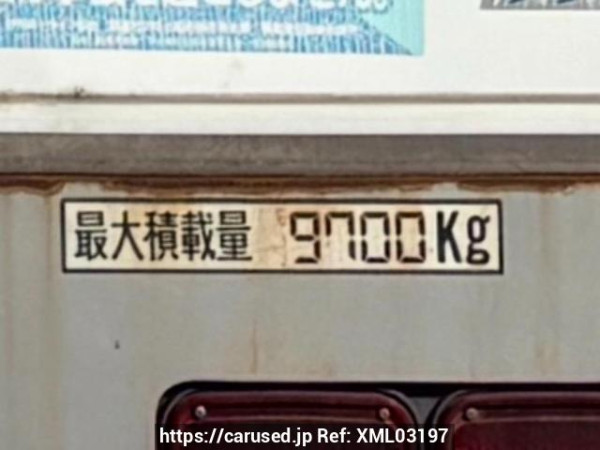 最大積載量 9700Kg
https://carused.jp Ref: XML03197